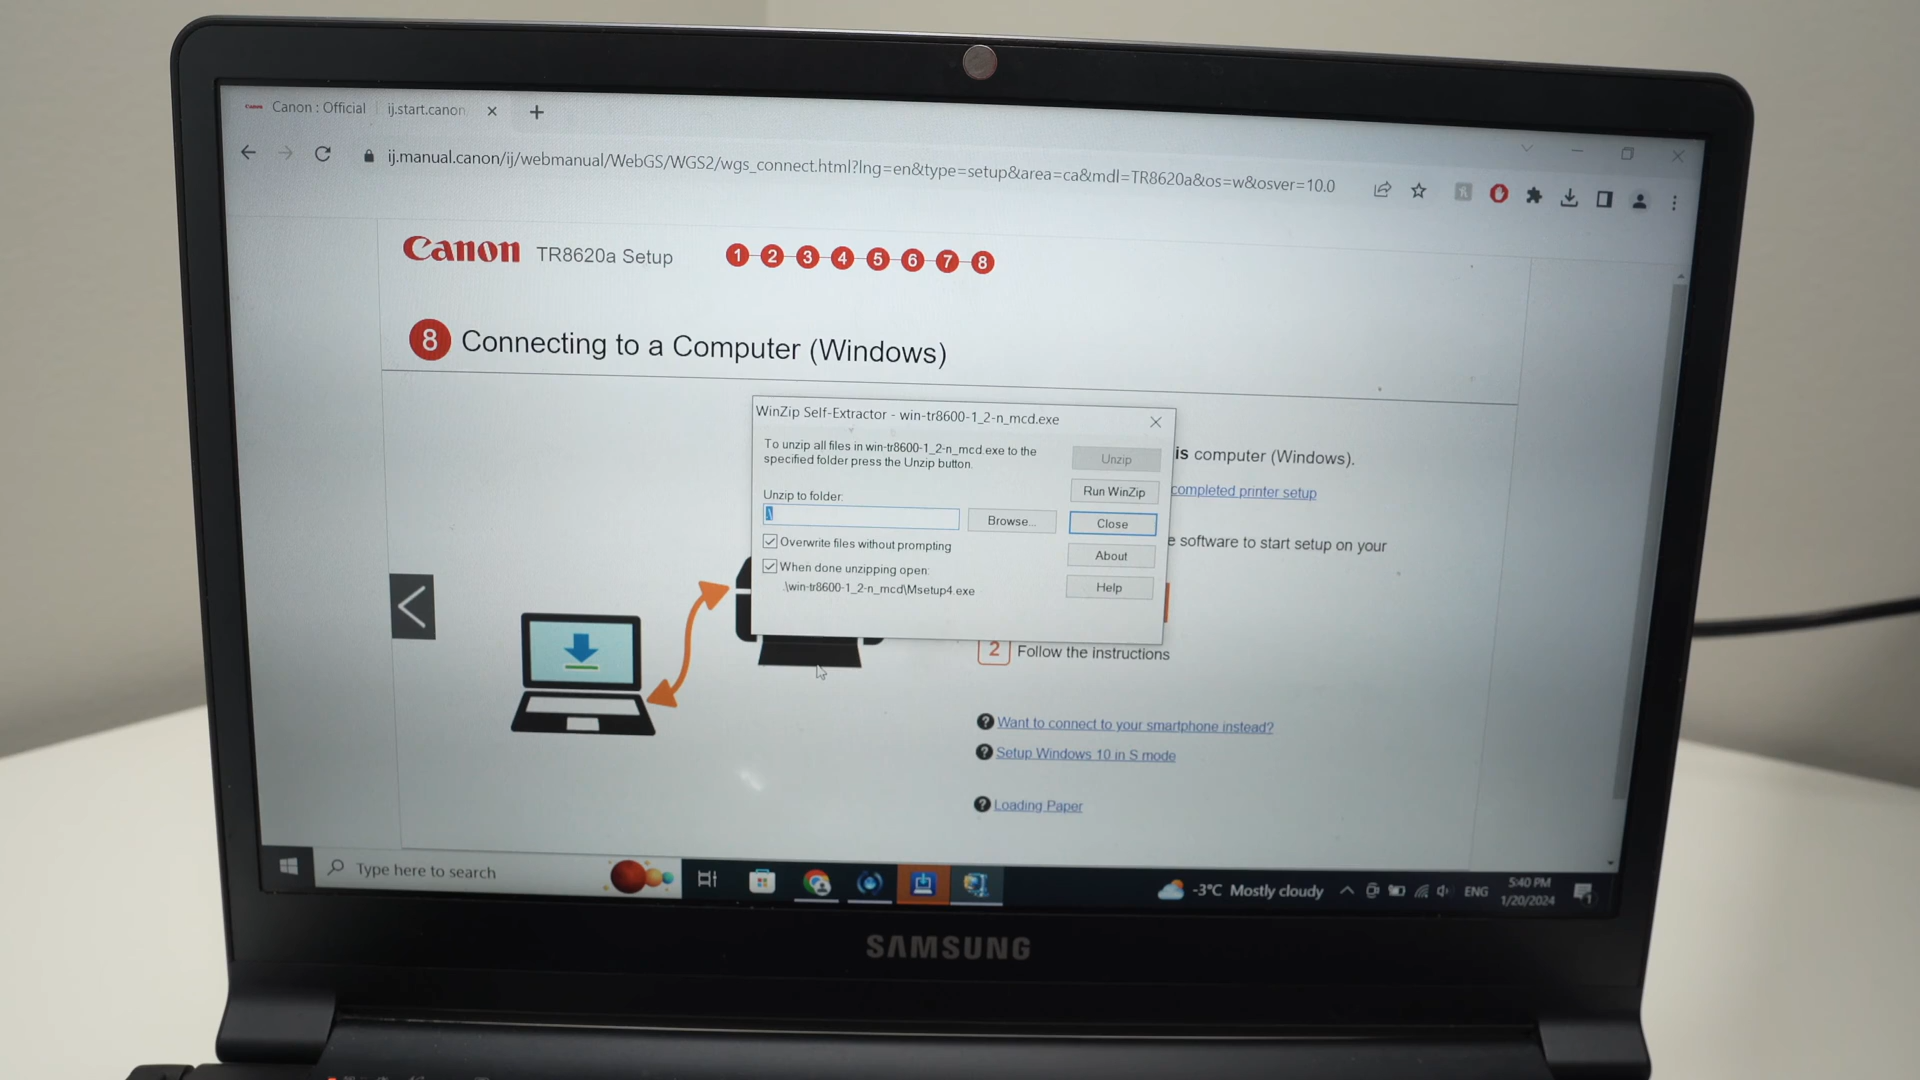 Canon : Official
ij.start.canon
ij.manual.canon/ij/webmanual/WebGS/WGS2/wgs_connect.html?lng=en&type=setup&area=ca&mdl=TR8620a&os=w&osver=10.0
Canon TR8620a Setup 1 2 3 4 5 6 7 8
8 Connecting to a Computer (Windows)
WinZip Self-Extractor - win-tr8600-1_2-n_mcd.exe
To unzip all files in win-tr8600-1_2-n_mcd.exe to the
specified folder press the Unzip button.
Unzip to folder:
Browse...
Overwrite files without prompting
When done unzipping open:
.\win-tr8600-1_2-n_mcd\Msetup4.exe
Unzip
Run WinZip
Close
About
Help
is computer (Windows).
completed printer setup
e software to start setup on your
2 Follow the instructions
Want to connect to your smartphone instead?
Setup Windows 10 in S mode
Loading Paper
Type here to search
-3°C Mostly cloudy
ENG
5:40 PM
1/20/2024
1
SAMSUNG